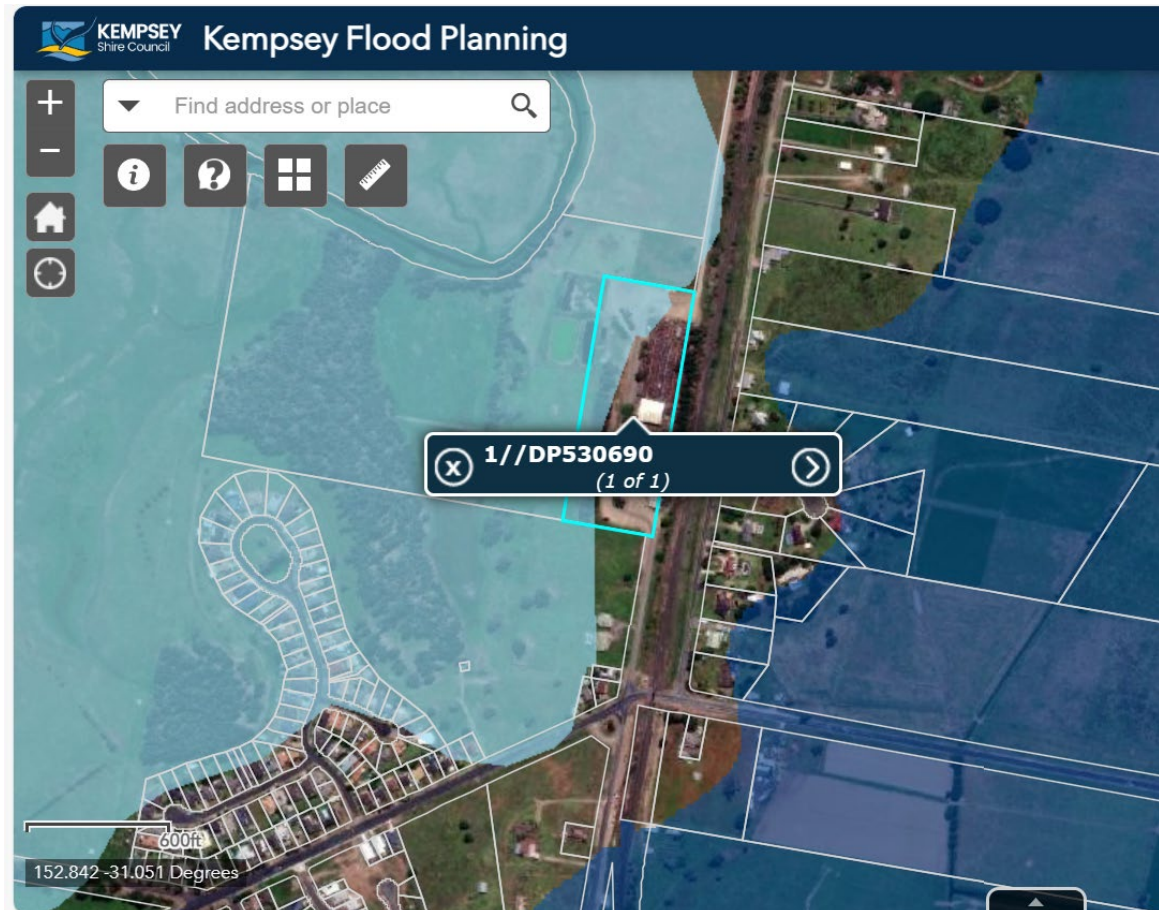 KEMPSEY
Shire Council
Kempsey Flood Planning
+
Find address or place
−
i
?
x
1//DP530690
(1 of 1)
600ft
152.842 -31.051 Degrees